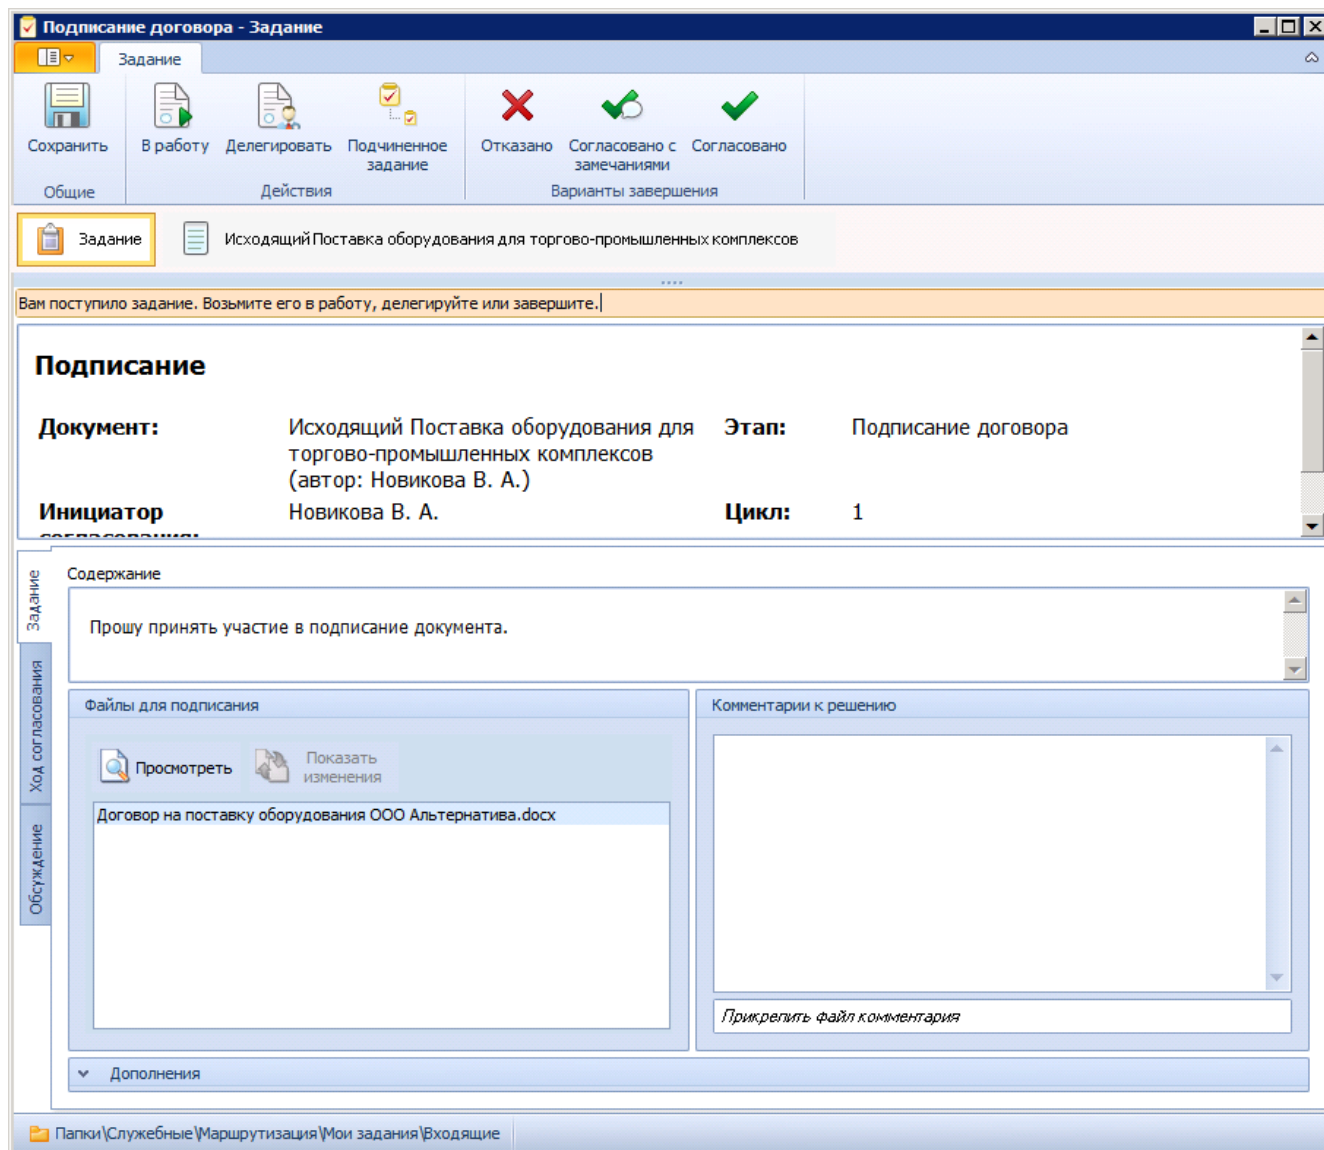 Подписание договора - Задание
Задание
Сохранить
В работу
Делегировать
Подчиненное
задание
Отказано
Согласовано с
замечаниями
Согласовано
Общие
Действия
Варианты завершения
Задание
Исходящий Поставка оборудования для торгово-промышленных комплексов
Вам поступило задание. Возьмите его в работу, делегируйте или завершите.
Подписание
Документ:
Исходящий Поставка оборудования для
торгово-промышленных комплексов
(автор: Новикова В. А.)
Этап:
Подписание договора
Инициатор
согласования:
Новикова В. А.
Цикл:
1
Задание
Ход согласования
Обсуждение
Содержание
Прошу принять участие в подписание документа.
Файлы для подписания
Просмотреть
Показать
изменения
Договор на поставку оборудования ООО Альтернатива.docx
Комментарии к решению
Прикрепить файл комментария
Дополнения
Папки\Служебные\Маршрутизация\Мои задания\Входящие